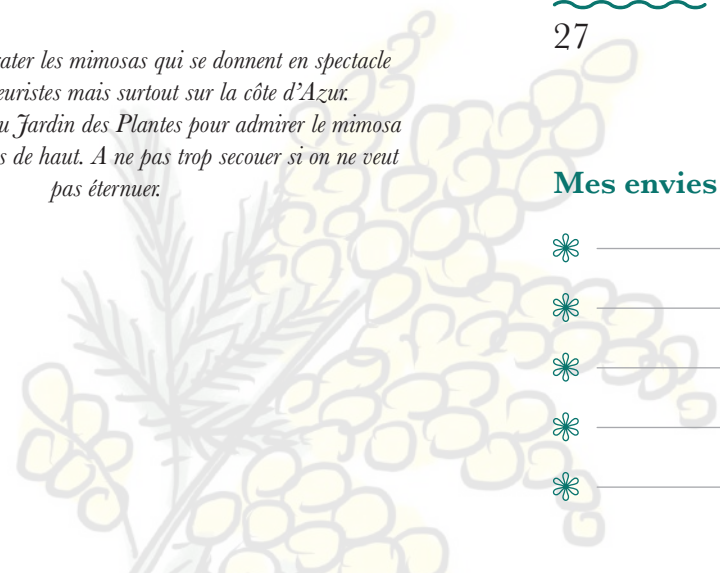 ater les mimosas qui se donnent en spectacle
euristes mais surtout sur la côte d'Azur.
u Jardin des Plantes pour admirer le mimosa
s de haut. A ne pas trop secouer si on ne veut
pas éternuer.
27
Mes envies